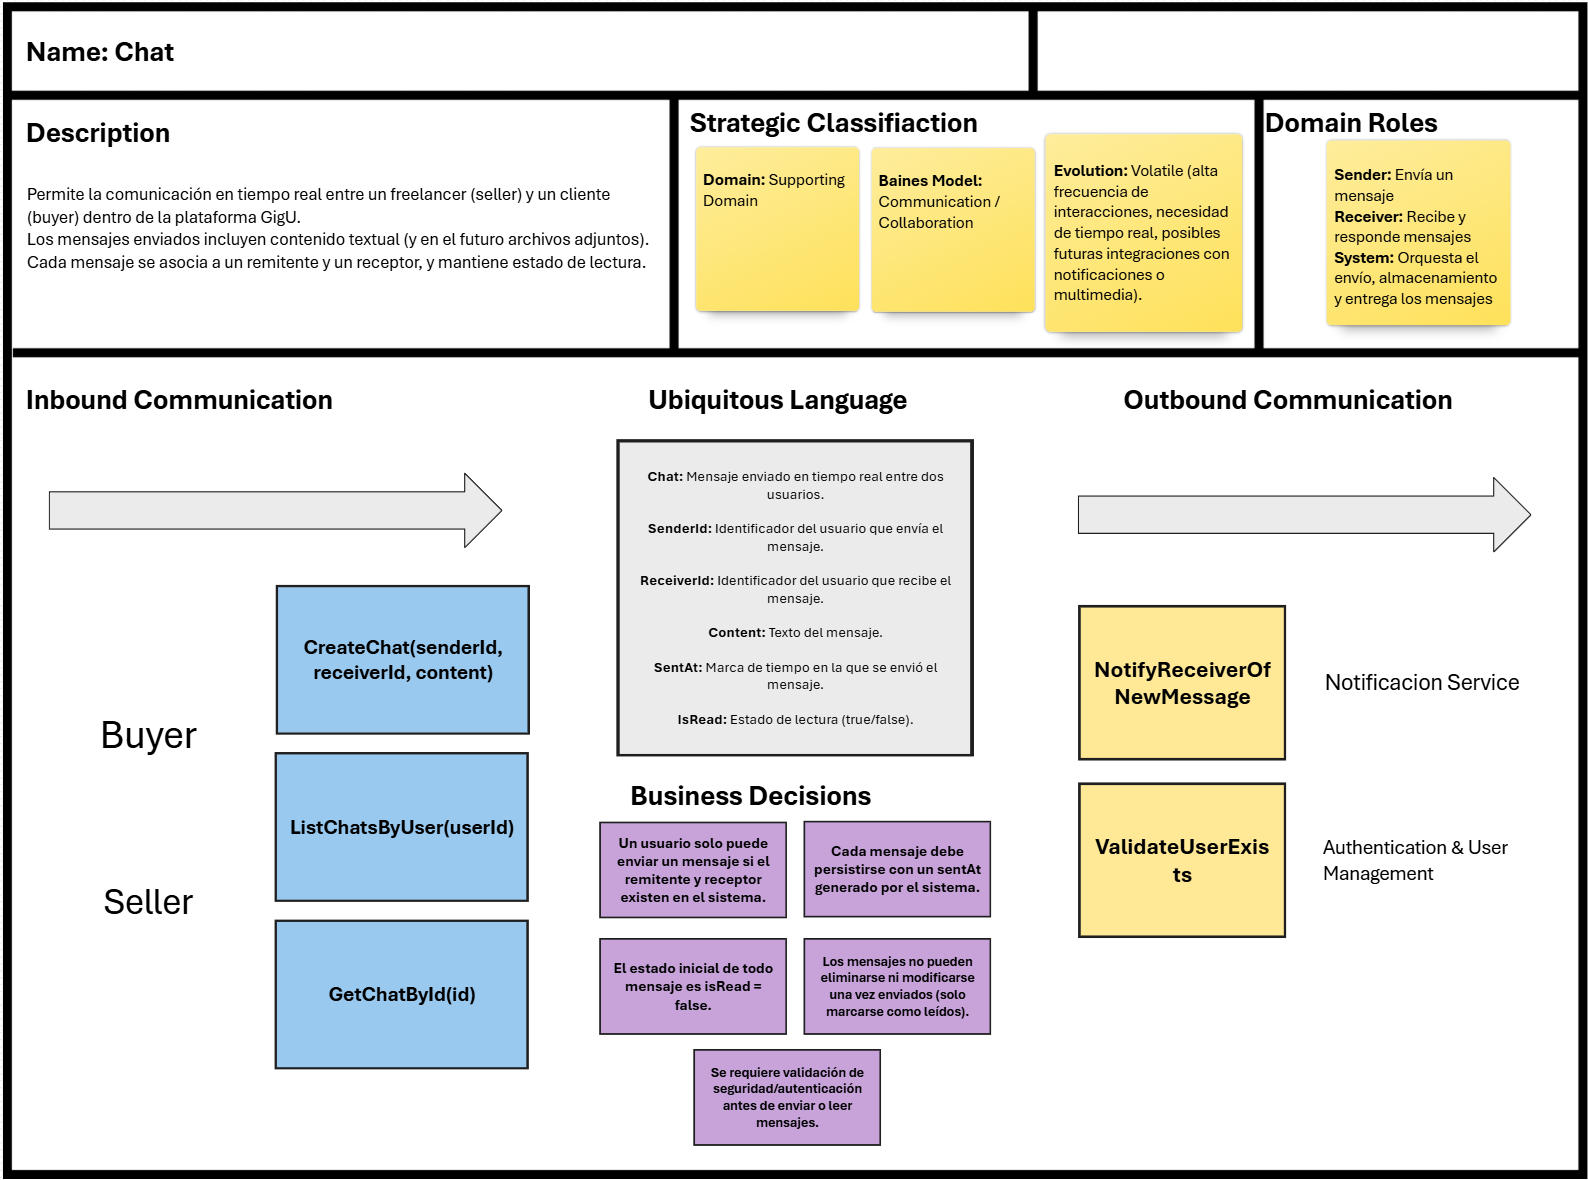 Name: Chat
Description
Permite la comunicación en tiempo real entre un freelancer (seller) y un cliente
(buyer) dentro de la plataforma GigU.
Los mensajes enviados incluyen contenido textual (y en el futuro archivos adjuntos).
Cada mensaje se asocia a un remitente y un receptor, y mantiene estado de lectura.
Strategic Classifiaction
Domain: Supporting
Domain
Baines Model:
Communication /
Collaboration
Evolution: Volatile (alta
frecuencia de
interacciones, necesidad
de tiempo real, posibles
futuras integraciones con
notificaciones o
multimedia).
Domain Roles
Sender: Envía un
mensaje
Receiver: Recibe y
responde mensajes
System: Orquesta el
envío, almacenamiento
y entrega los mensajes
Inbound Communication
Buyer
Seller
CreateChat(senderId,
receiverId, content)
ListChatsByUser(userId)
GetChatById(id)
Ubiquitous Language
Chat: Mensaje enviado en tiempo real entre dos
usuarios.
SenderId: Identificador del usuario que envía el
mensaje.
ReceiverId: Identificador del usuario que recibe el
mensaje.
Content: Texto del mensaje.
SentAt: Marca de tiempo en la que se envió el
mensaje.
IsRead: Estado de lectura (true/false).
Business Decisions
Un usuario solo puede
enviar un mensaje si el
remitente y receptor
existen en el sistema.
Cada mensaje debe
persistirse con un sentAt
generado por el sistema.
El estado inicial de todo
mensaje es isRead =
false.
Los mensajes no pueden
eliminarse ni modificarse
una vez enviados (solo
marcarse como leídos).
Se requiere validación de
seguridad/autenticación
antes de enviar o leer
mensajes.
Outbound Communication
NotifyReceiverOf
NewMessage
Notificacion Service
ValidateUserExis
ts
Authentication & User
Management